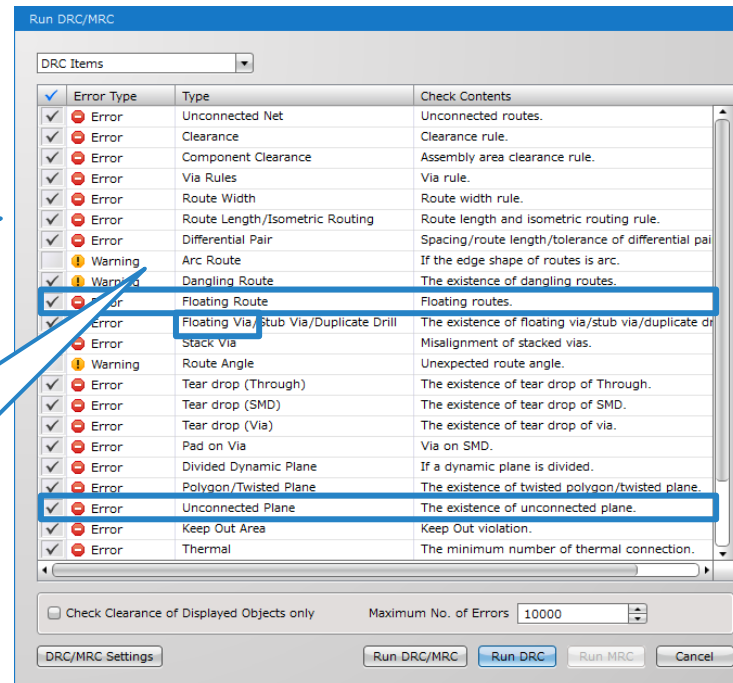 Run DRC/MRC
DRC Items
Error Type Type Check Contents
Error Unconnected Net Unconnected routes.
Error Clearance Clearance rule.
Error Component Clearance Assembly area clearance rule.
Error Via Rules Via rule.
Error Route Width Route width rule.
Error Route Length/Isometric Routing Route length and isometric routing rule.
Error Differential Pair Spacing/route length/tolerance of differential pai
Warning Arc Route If the edge shape of routes is arc.
Warning Dangling Route The existence of dangling routes.
Error Floating Route Floating routes.
Error Floating Via/Stub Via/Duplicate Drill The existence of floating via/stub via/duplicate dr
Error Stack Via Misalignment of stacked vias.
Warning Route Angle Unexpected route angle.
Error Tear drop (Through) The existence of tear drop of Through.
Error Tear drop (SMD) The existence of tear drop of SMD.
Error Tear drop (Via) The existence of tear drop of via.
Error Pad on Via Via on SMD.
Error Divided Dynamic Plane If a dynamic plane is divided.
Error Polygon/Twisted Plane The existence of twisted polygon/twisted plane.
Error Unconnected Plane The existence of unconnected plane.
Error Keep Out Area Keep Out violation.
Error Thermal The minimum number of thermal connection.
Check Clearance of Displayed Objects only Maximum No. of Errors 10000
DRC/MRC Settings Run DRC/MRC Run DRC Run MRC Cancel